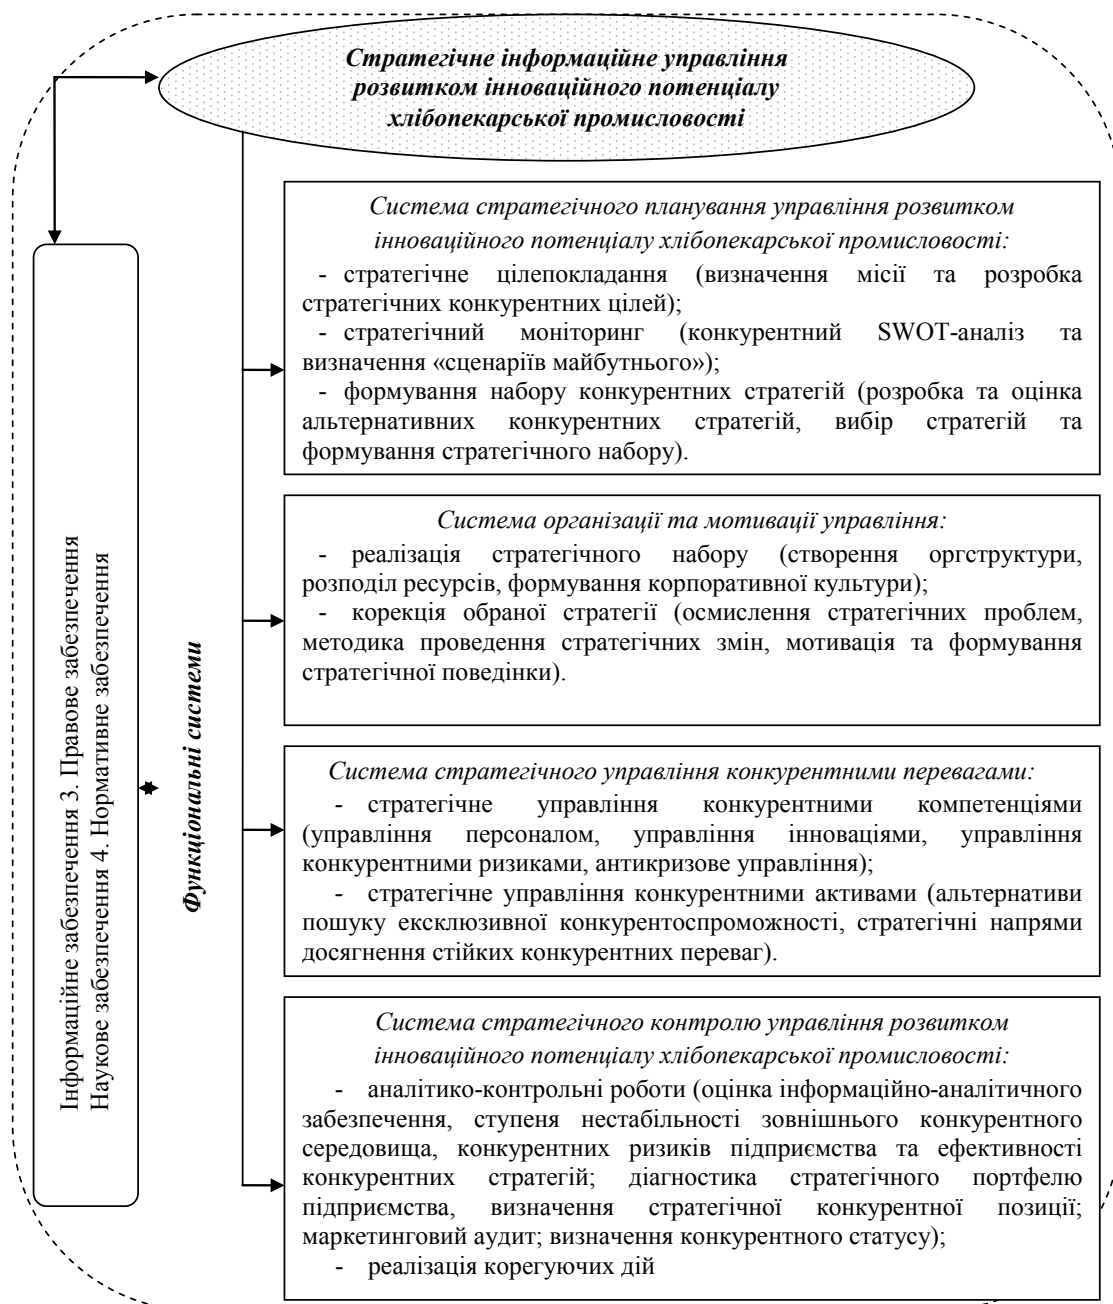 Стратегічне інформаційне управління
розвитком інноваційного потенціалу
хлібопекарської промисловості
Система стратегічного планування управління розвитком
інноваційного потенціалу хлібопекарської промисловості:
- стратегічне цілепокладання (визначення місії та розробка
стратегічних конкурентних цілей);
- стратегічний моніторинг (конкурентний SWOT-аналіз та
визначення «сценаріїв майбутнього»);
- формування набору конкурентних стратегій (розробка та оцінка
альтернативних конкурентних стратегій, вибір стратегій та
формування стратегічного набору).
Система організації та мотивації управління:
- реалізація стратегічного набору (створення оргструктури,
розподіл ресурсів, формування корпоративної культури);
- корекція обраної стратегії (осмислення стратегічних проблем,
методика проведення стратегічних змін, мотивація та формування
стратегічної поведінки).
Інформаційне забезпечення 3. Правове забезпечення
Наукове забезпечення 4. Нормативне забезпечення
Функціональні системи
Система стратегічного управління конкурентними перевагами:
- стратегічне управління конкурентними компетенціями
(управління персоналом, управління інноваціями, управління
конкурентними ризиками, антикризове управління);
- стратегічне управління конкурентними активами (альтернативи
пошуку ексклюзивної конкурентоспроможності, стратегічні напрями
досягнення стійких конкурентних переваг).
Система стратегічного контролю управління розвитком
інноваційного потенціалу хлібопекарської промисловості:
- аналітико-контрольні роботи (оцінка інформаційно-аналітичного
забезпечення, ступеня нестабільності зовнішнього конкурентного
середовища, конкурентних ризиків підприємства та ефективності
конкурентних стратегій; діагностика стратегічного портфелю
підприємства, визначення стратегічної конкурентної позиції;
маркетинговий аудит; визначення конкурентного статусу);
- реалізація корегуючих дій